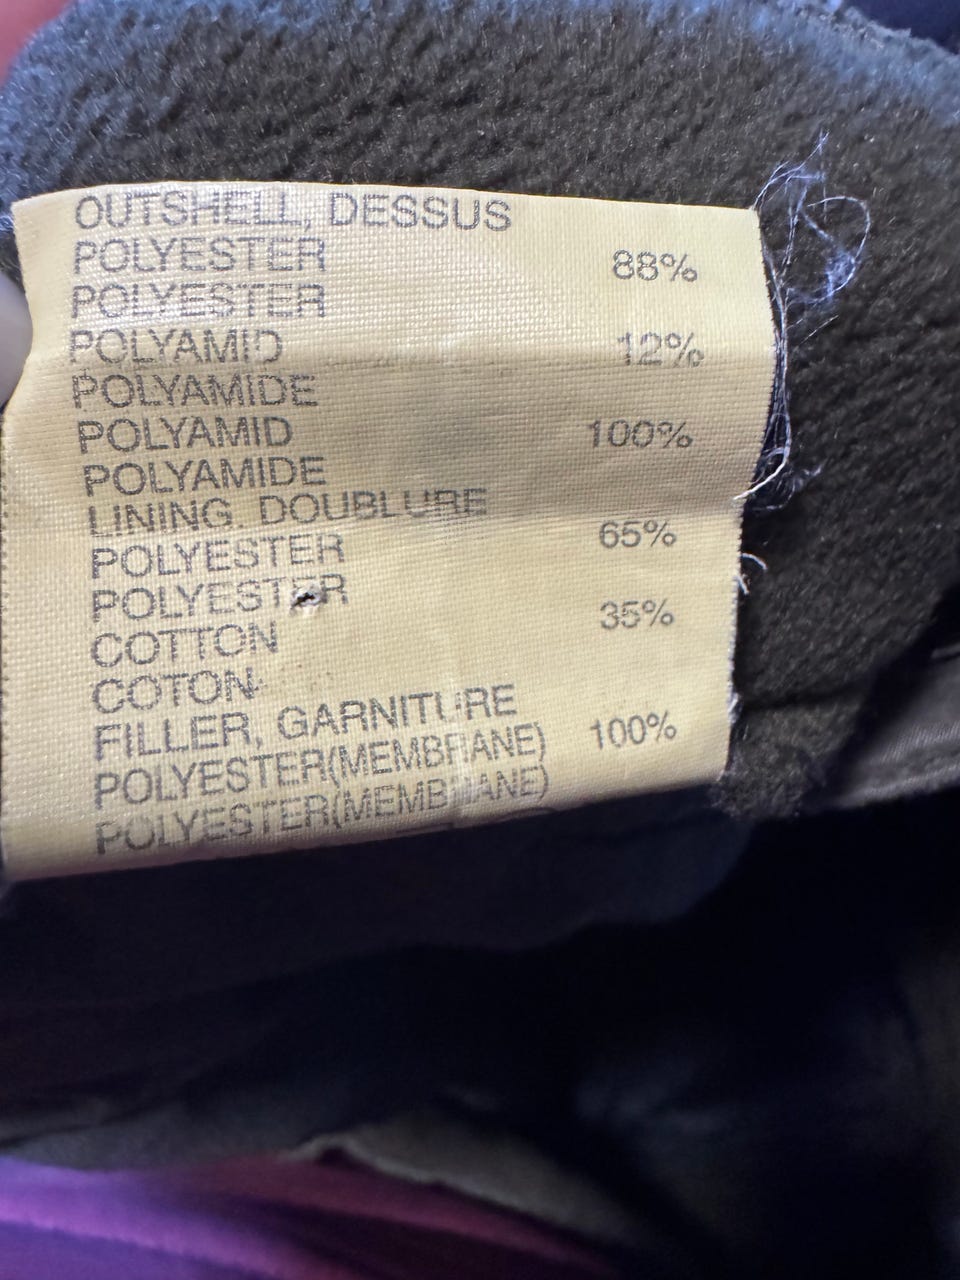 OUTSHELL, DESSUS
POLYESTER 88%
POLYESTER
POLYAMID 12%
POLYAMIDE
POLYAMID 100%
POLYAMIDE
LINING. DOUBLURE
POLYESTER 65%
POLYESTER
COTTON 35%
COTON
FILLER, GARNITURE
POLYESTER(MEMBRANE) 100%
POLYESTER(MEMBRANE)